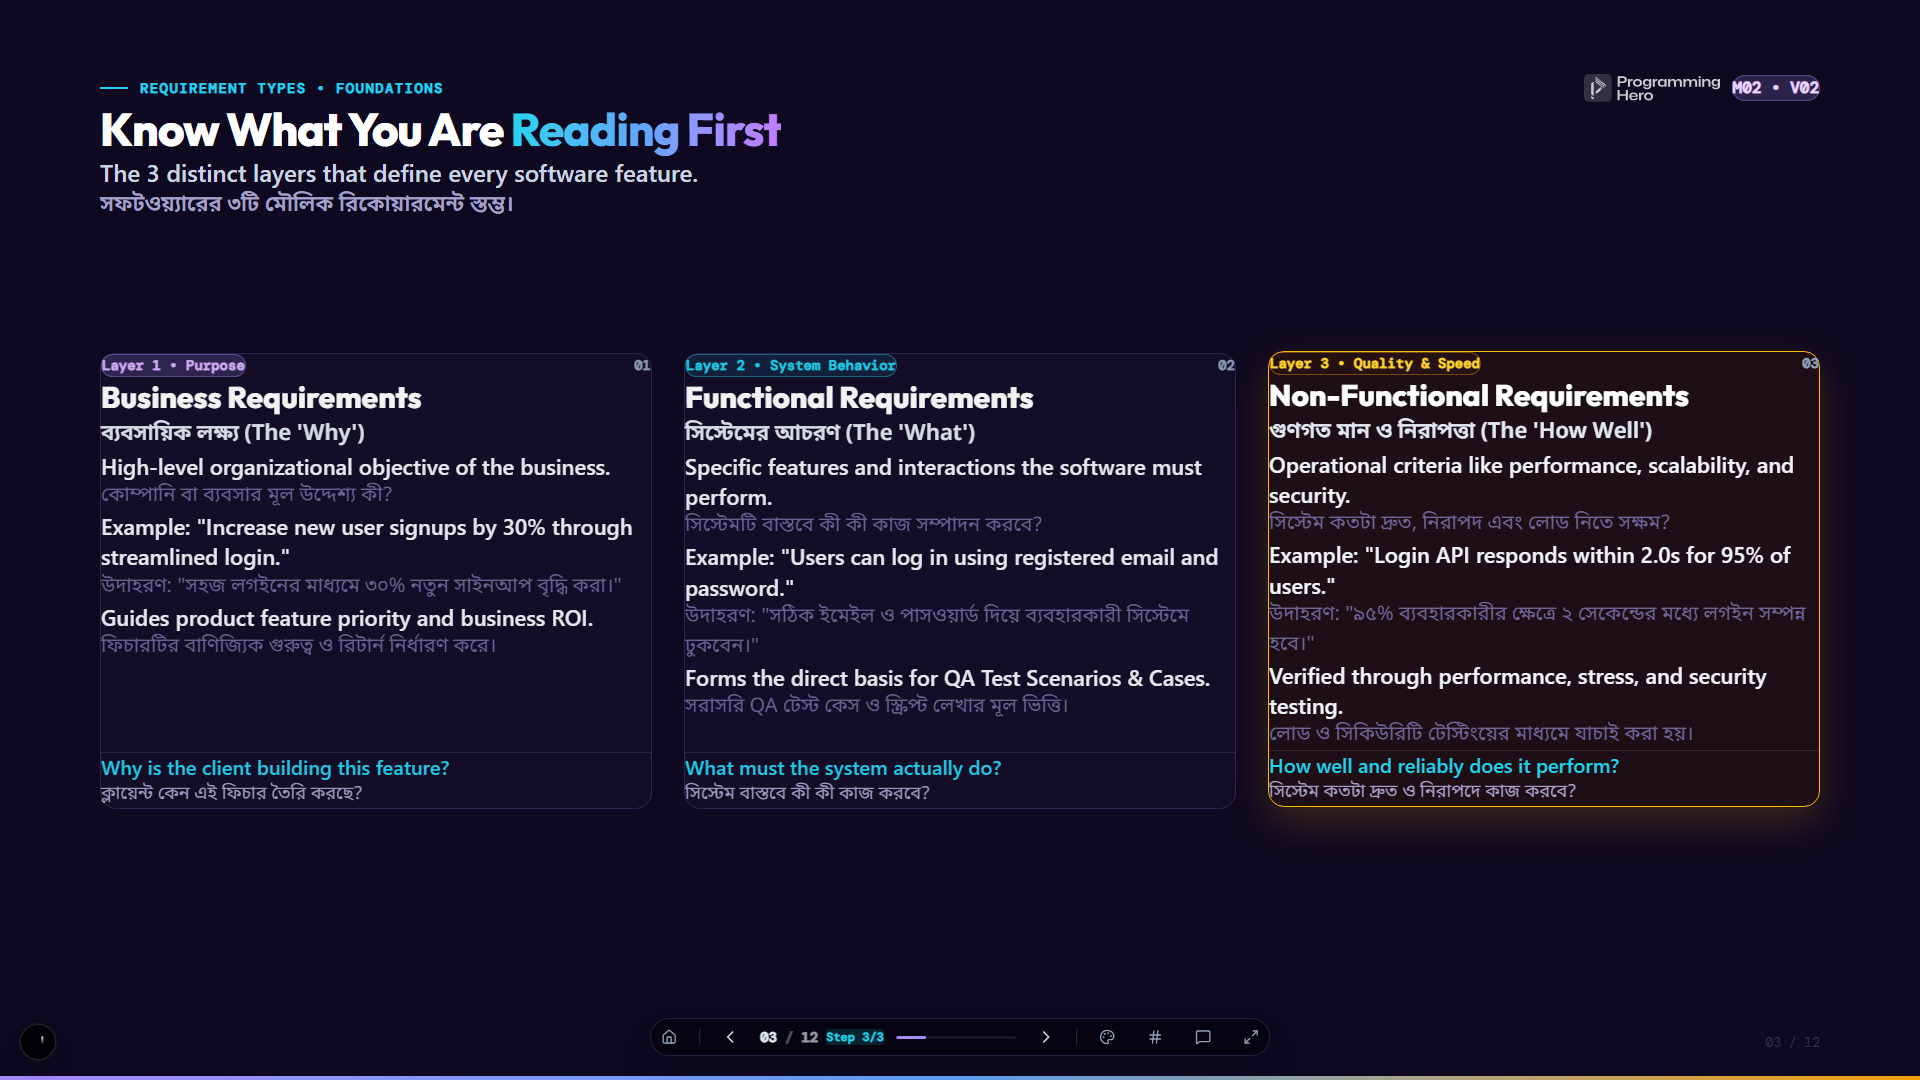 REQUIREMENT TYPES • FOUNDATIONS
Know What You Are Reading First
The 3 distinct layers that define every software feature.
সফটওয়্যারের ৩টি মৌলিক রিকোয়ারমেন্ট স্তম্ভ।
Programming
Hero
M02 • V02
Layer 1 • Purpose
01
Business Requirements
ব্যবসায়িক লক্ষ্য (The 'Why')
High-level organizational objective of the business.
কোম্পানি বা ব্যবসার মূল উদ্দেশ্য কী?
Example: "Increase new user signups by 30% through
streamlined login."
উদাহরণ: "সহজ লগইনের মাধ্যমে ৩০% নতুন সাইনআপ বৃদ্ধি করা।"
Guides product feature priority and business ROI.
ফিচারটির বাণিজ্যিক গুরুত্ব ও রিটার্ন নির্ধারণ করে।
Why is the client building this feature?
ক্লায়েন্ট কেন এই ফিচার তৈরি করছে?
Layer 2 • System Behavior
02
Functional Requirements
সিস্টেমের আচরণ (The 'What')
Specific features and interactions the software must
perform.
সিস্টেমটি বাস্তবে কী কী কাজ সম্পাদন করবে?
Example: "Users can log in using registered email and
password."
উদাহরণ: "সঠিক ইমেইল ও পাসওয়ার্ড দিয়ে ব্যবহারকারী সিস্টেমে
ঢুকবেন।"
Forms the direct basis for QA Test Scenarios & Cases.
সরাসরি QA টেস্ট কেস ও স্ক্রিপ্ট লেখার মূল ভিত্তি।
What must the system actually do?
সিস্টেম বাস্তবে কী কী কাজ করবে?
Layer 3 • Quality & Speed
03
Non-Functional Requirements
গুণগত মান ও নিরাপত্তা (The 'How Well')
Operational criteria like performance, scalability, and
security.
সিস্টেম কতটা দ্রুত, নিরাপদ এবং লোড নিতে সক্ষম?
Example: "Login API responds within 2.0s for 95% of
users."
উদাহরণ: "৯৫% ব্যবহারকারীর ক্ষেত্রে ২ সেকেন্ডের মধ্যে লগইন সম্পন্ন
হবে।"
Verified through performance, stress, and security
testing.
লোড ও সিকিউরিটি টেস্টিংয়ের মাধ্যমে যাচাই করা হয়।
How well and reliably does it perform?
সিস্টেম কতটা দ্রুত ও নিরাপদে কাজ করবে?
03 / 12 Step 3/3
03 / 12